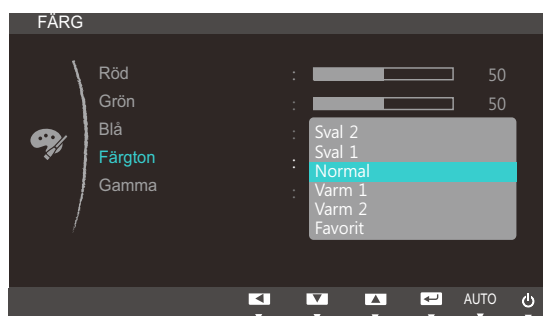 FÄRG
Röd : 50
Grön : 50
Blå :
Sval 2
Sval 1
Färgton :
Normal
Gamma :
Varm 1
Varm 2
Favorit
AUTO